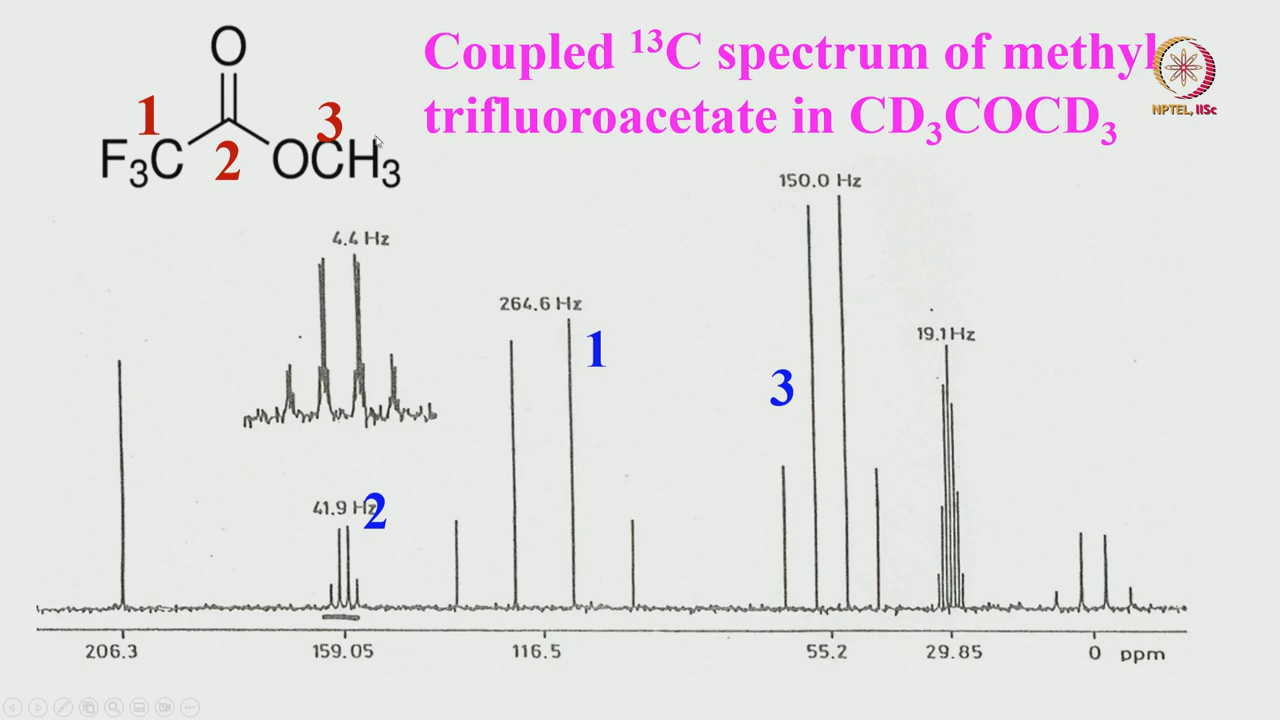 Coupled ¹³C spectrum of methyl
trifluoroacetate in CD₃COCD₃
NPTEL, IISc
O
1
3
F₃C
2
OCH₃
150.0 Hz
4.4 Hz
264.6 Hz
19.1Hz
1
3
41.9 Hz
2
206.3
159.05
116.5
55.2
29.85
0 ppm